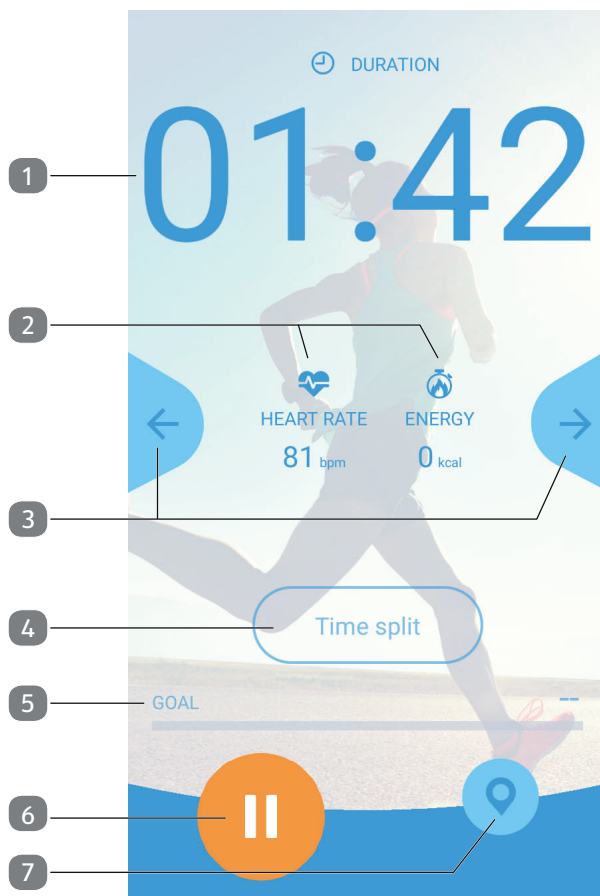 DURATION
1
01:42
2
HEART RATE ENERGY
81 bpm 0 kcal
3
4
Time split
5
GOAL --
6
7